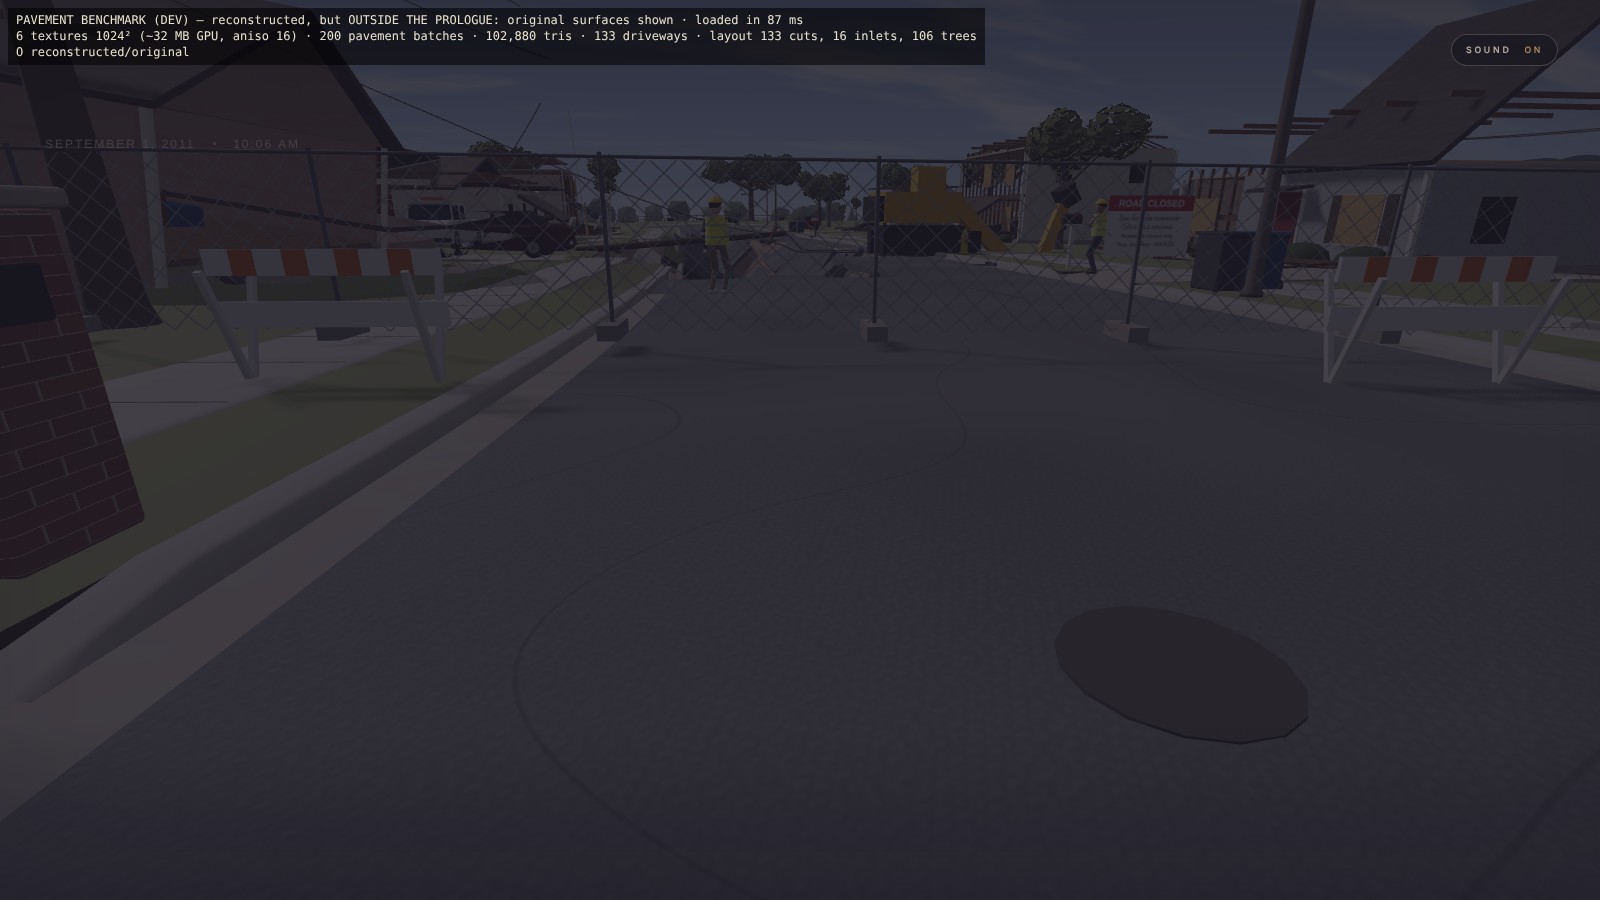 PAVEMENT BENCHMARK (DEV) — reconstructed, but OUTSIDE THE PROLOGUE: original surfaces shown · loaded in 87 ms
6 textures 1024² (~32 MB GPU, aniso 16) · 200 pavement batches · 102,880 tris · 133 driveways · layout 133 cuts, 16 inlets, 106 trees
O reconstructed/original
SOUND ON
SEPTEMBER 1, 2011 • 10:06 AM
ROAD CLOSED